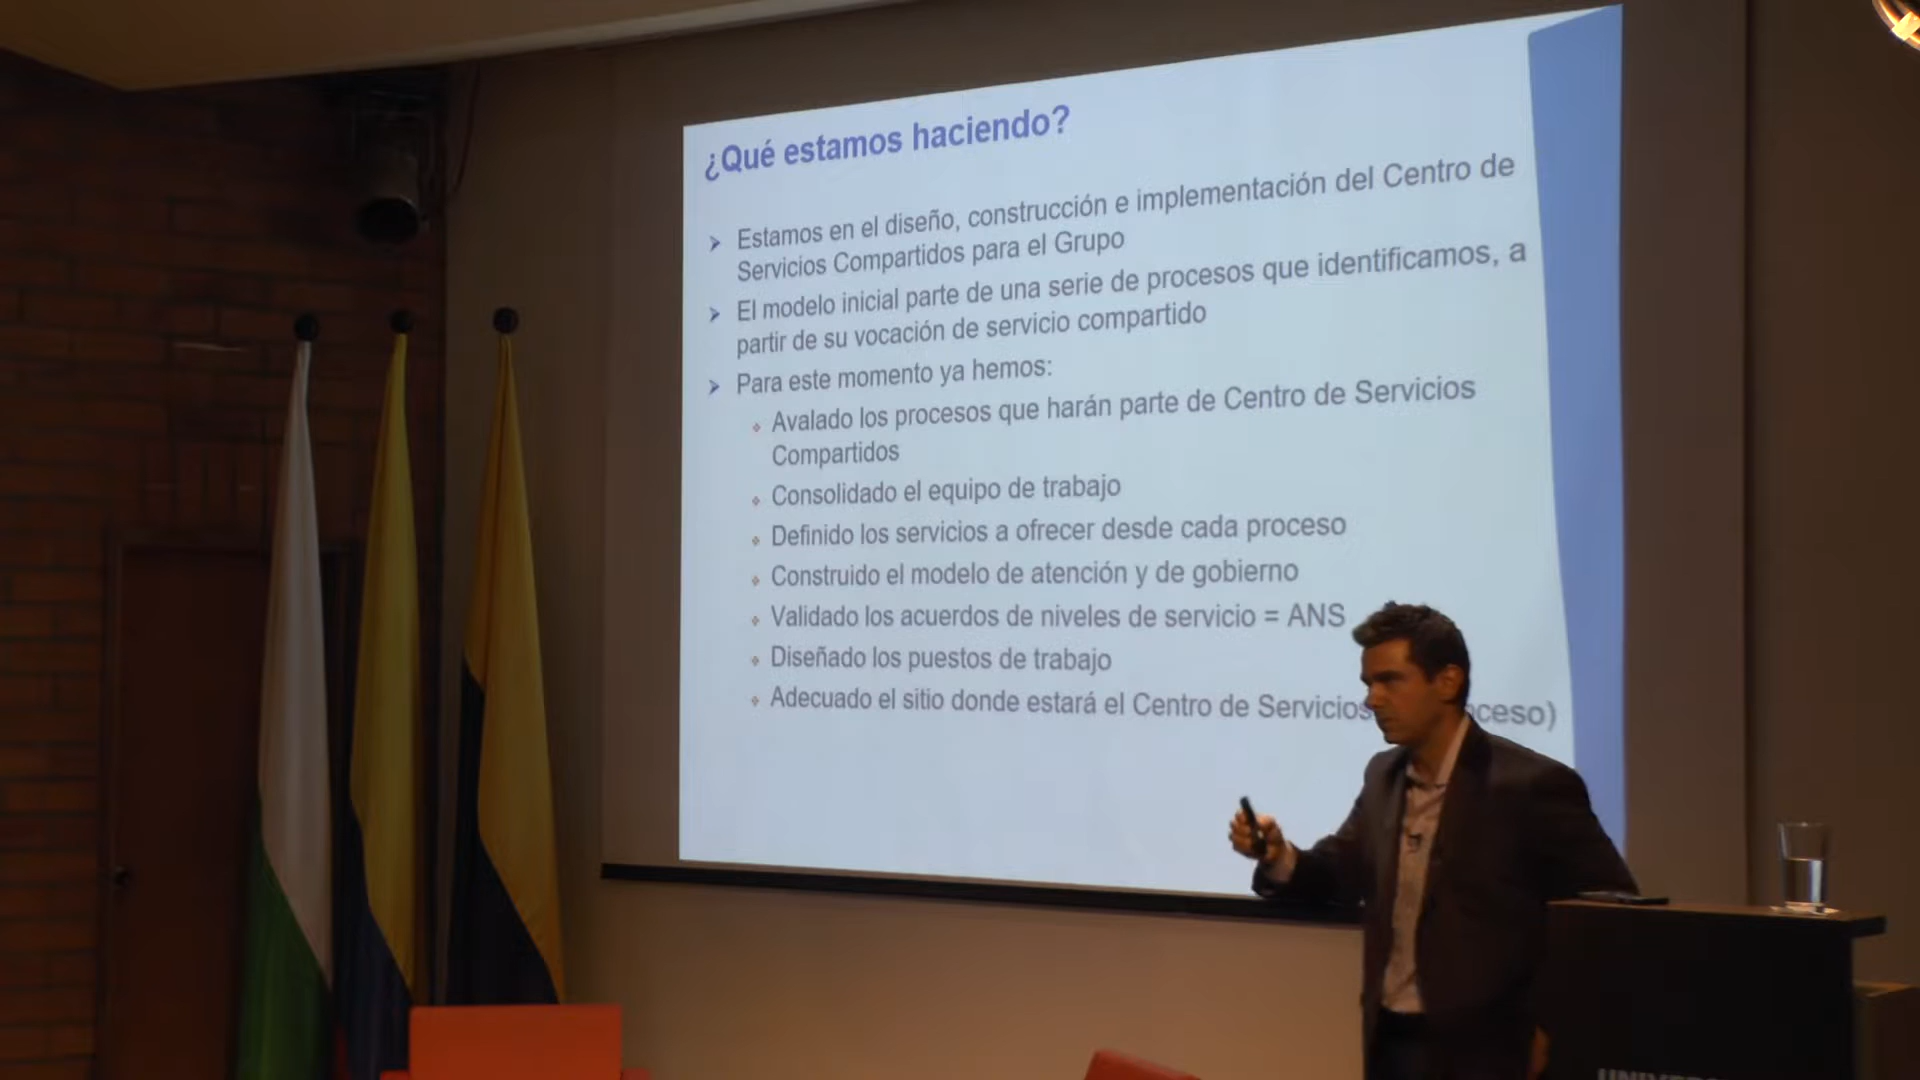 ¿Qué estamos haciendo?
Estamos en el diseño, construcción e implementación del Centro de
Servicios Compartidos para el Grupo
El modelo inicial parte de una serie de procesos que identificamos, a
partir de su vocación de servicio compartido
Para este momento ya hemos:
Avalado los procesos que harán parte de Centro de Servicios
Compartidos
Consolidado el equipo de trabajo
Definido los servicios a ofrecer desde cada proceso
Construido el modelo de atención y de gobierno
Validado los acuerdos de niveles de servicio = ANS
Diseñado los puestos de trabajo
Adecuado el sitio donde estará el Centro de Servicios